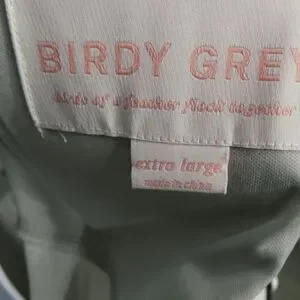 BIRDY GREY
birds of a feather flock together
extra large
made in china